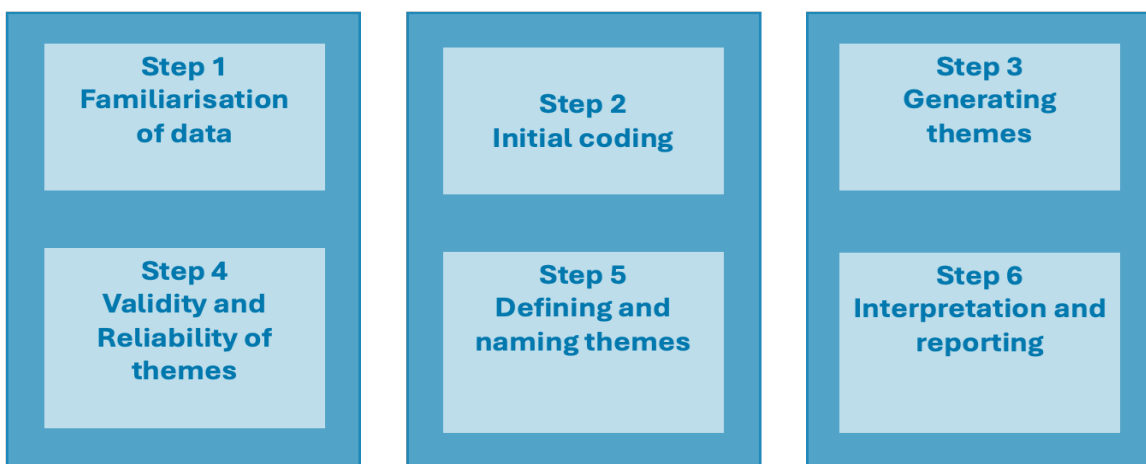 Step 1
Familiarisation
of data
Step 2
Initial coding
Step 3
Generating
themes
Step 4
Validity and
Reliability of
themes
Step 5
Defining and
naming themes
Step 6
Interpretation and
reporting